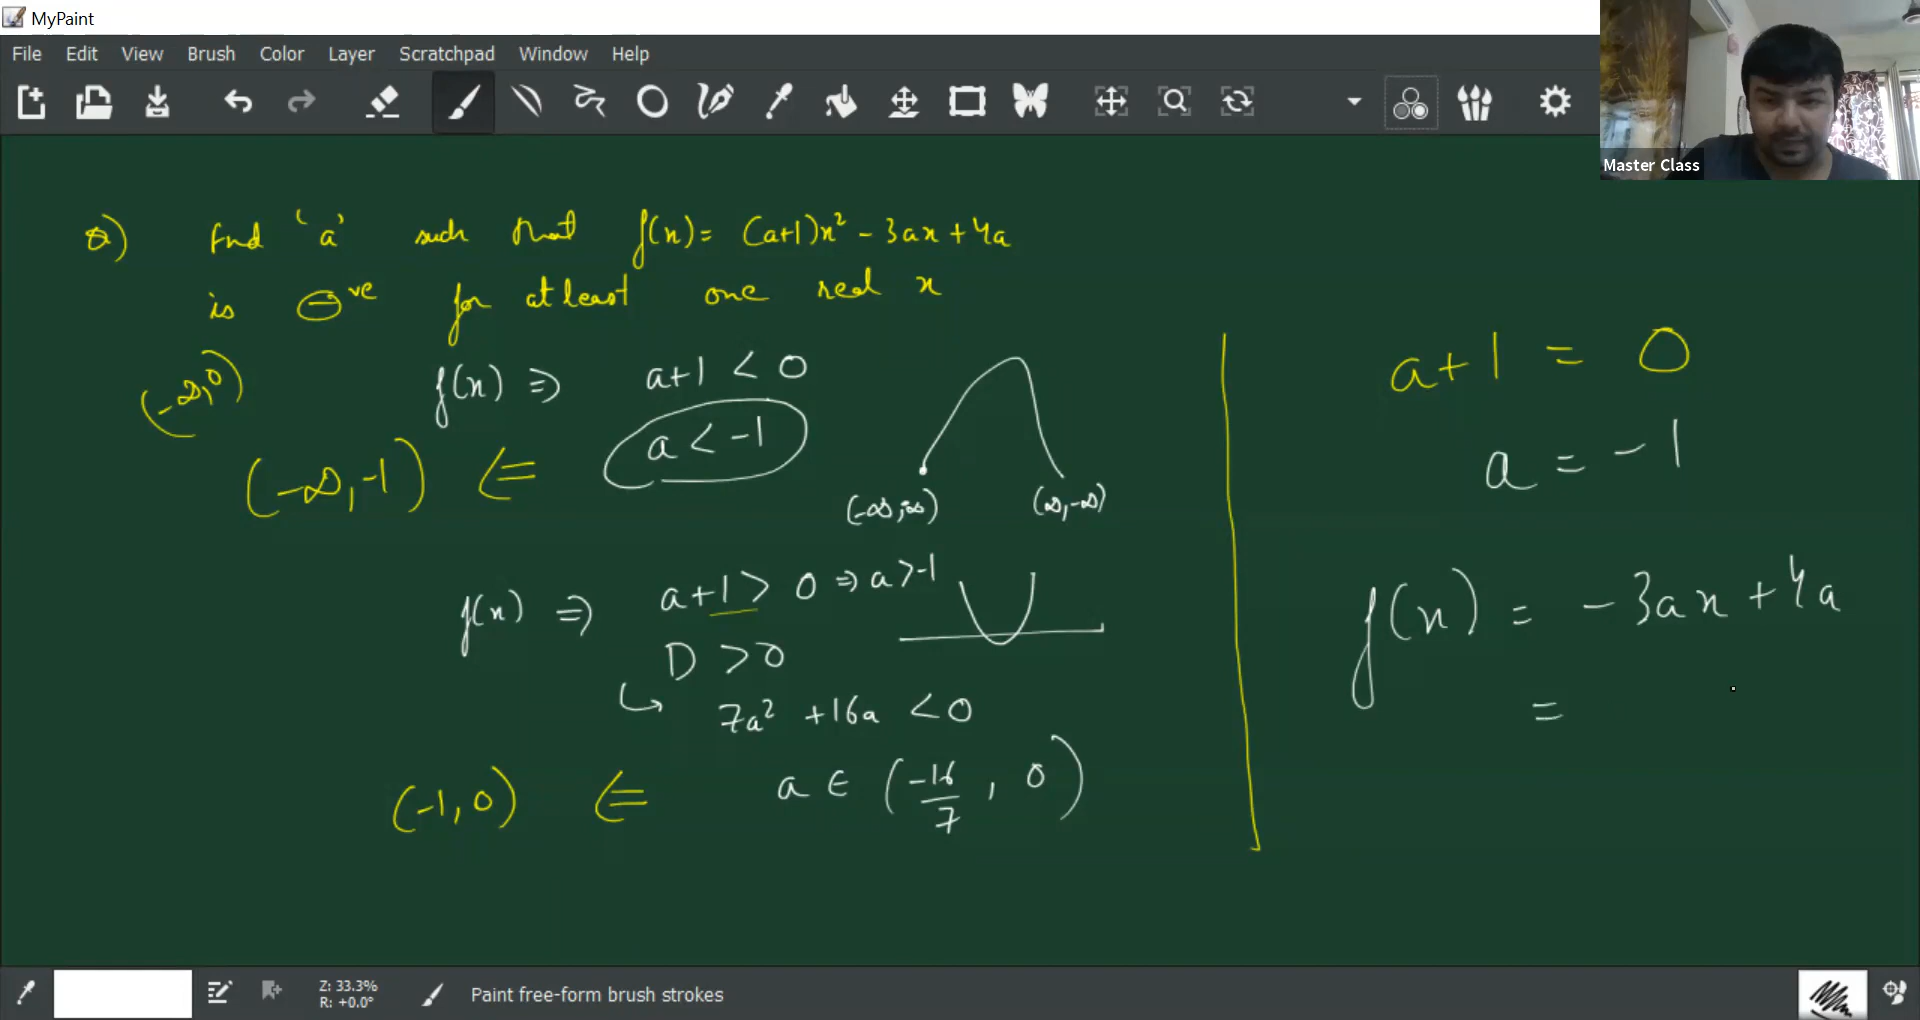 MyPaint
File Edit View Brush Color Layer Scratchpad Window Help
Master Class
Q) Find 'a' such that f(x) = (a+1)x² - 3ax + 4a
is ⊖ve for atleast one real x
(-∞, 0)
f(x) ⇒ a+1 < 0
a < -1
(-∞, -1) ⇐
(-∞, ∞) (∞, -∞)
f(x) ⇒ a+1 > 0 ⇒ a > -1
D > 0
↳ 7a² + 16a < 0
(-1, 0) ⇐ a ∈ (-16/7, 0)
a+1 = 0
a = -1
f(x) = -3ax + 4a
=
Z: 33.3%
R: +0.0°
Paint free-form brush strokes